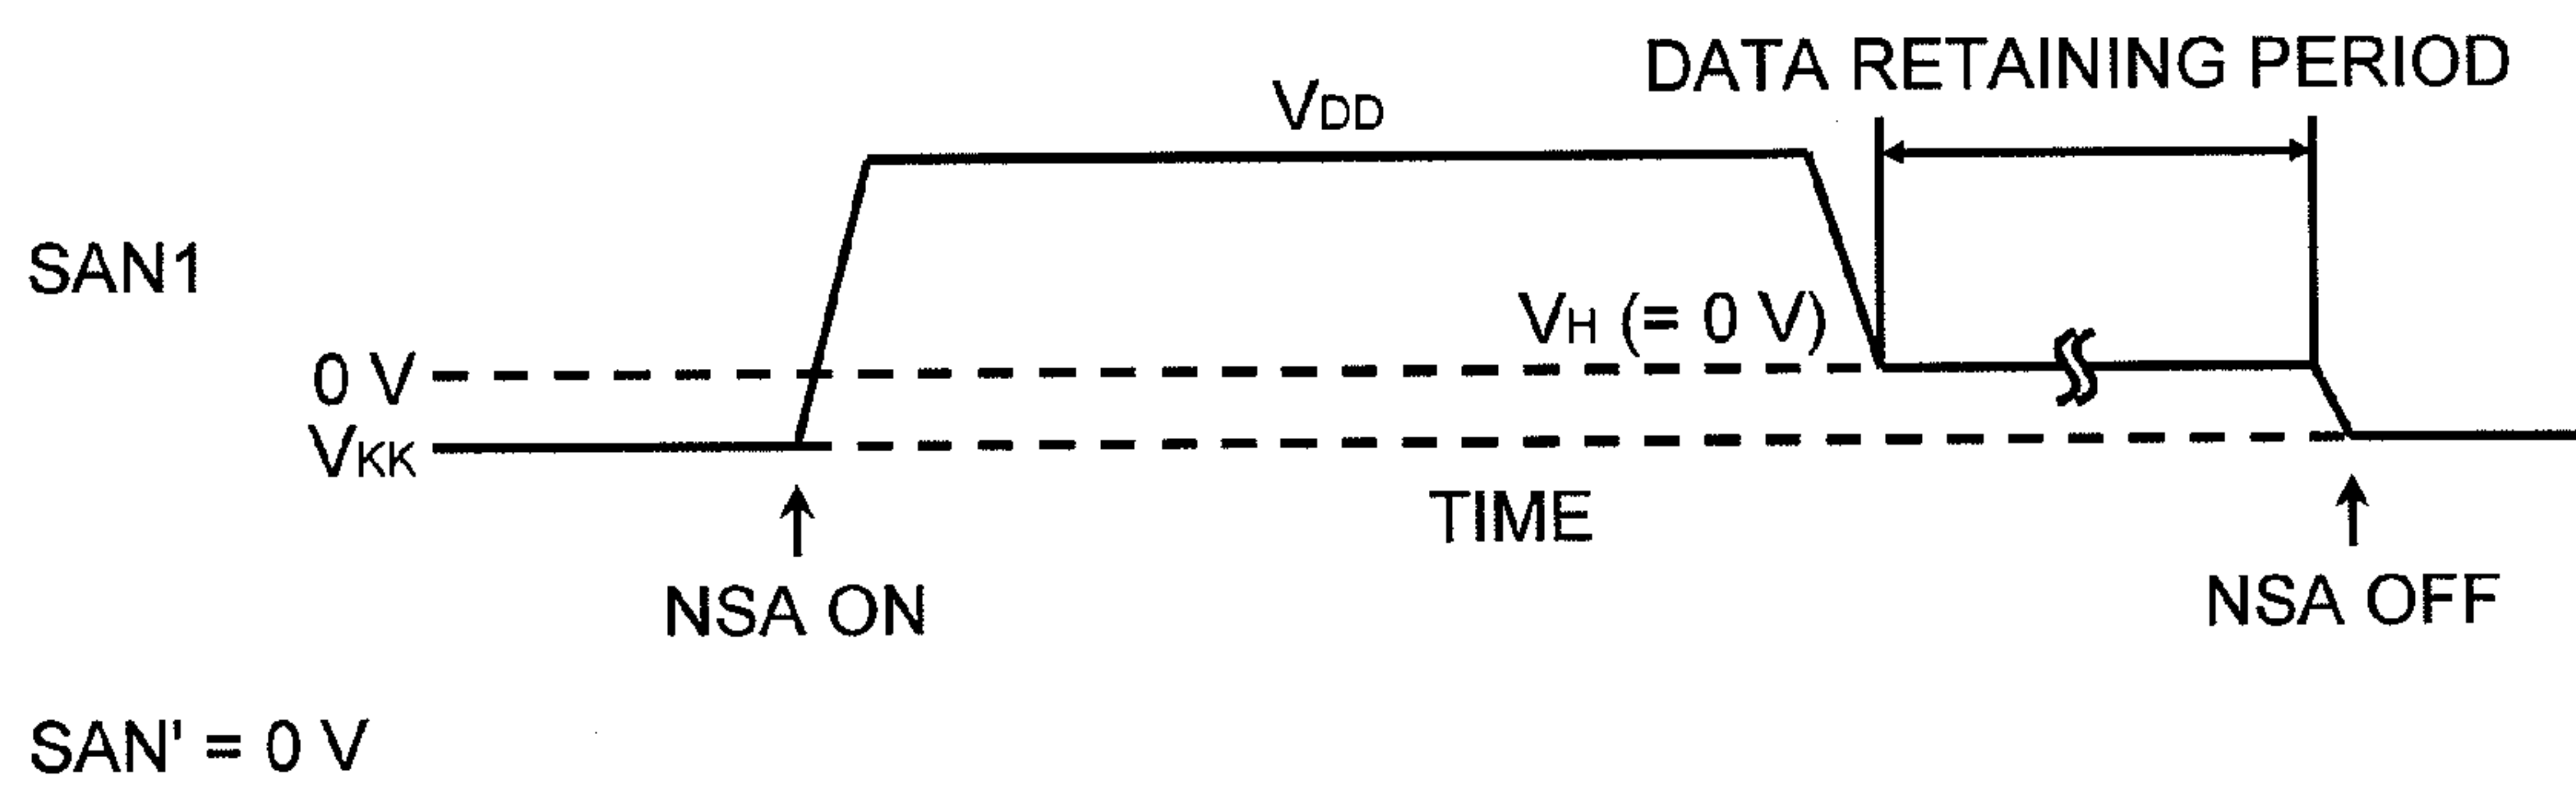 DATA RETAINING PERIOD
VDD
SAN1
VH (= 0 V)
0 V
VKK
TIME
NSA ON
NSA OFF
SAN' = 0 V